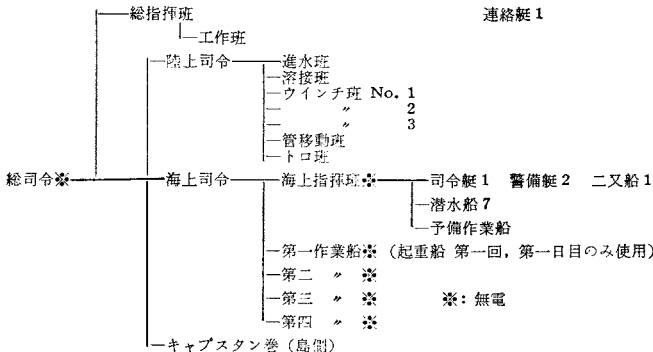 総指揮班 連絡艇 1
工作班
陸上司令 進水班
溶接班
ウインチ班 No. 1
〃 2
〃 3
管移動班
トロ班
総司令※ 海上司令 海上指揮班※ 司令艇 1 警備艇 2 二又船 1
潜水船 7
予備作業船
第一作業船※ (起重船 第一回, 第一日目のみ使用)
第二 〃 ※
第三 〃 ※ ※: 無電
第四 〃 ※
キャプスタン巻 (島側)